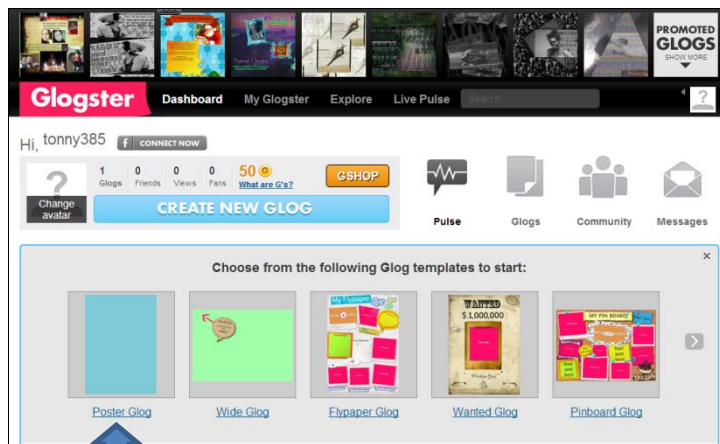 PROMOTED
GLOGS
SHOW MORE
Glogster
Dashboard My Glogster Explore Live Pulse Search
?
Hi, tonny385 f CONNECT NOW
?
Change
avatar
1 0 0 0 50 G
Glogs Friends Views Fans What are G's?
GSHOP
CREATE NEW GLOG
Pulse Glogs Community Messages
Choose from the following Glog templates to start:
x
My Flypaper
WANTED
$ 1,000,000
MY PIN BOARD
Poster Glog Wide Glog Flypaper Glog Wanted Glog Pinboard Glog